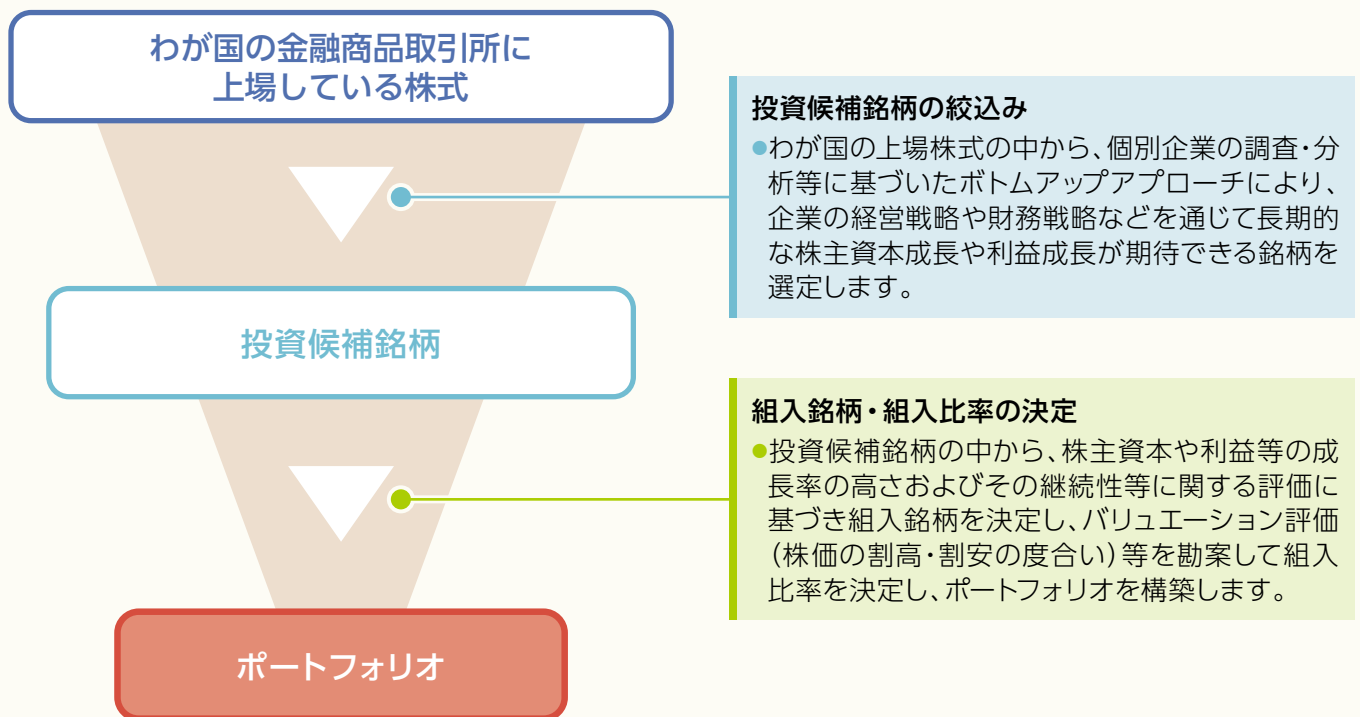 わが国の金融商品取引所に
上場している株式
投資候補銘柄の絞込み
●わが国の上場株式の中から、個別企業の調査・分
析等に基づいたボトムアップアプローチにより、
企業の経営戦略や財務戦略などを通じて長期的
な株主資本成長や利益成長が期待できる銘柄を
選定します。
投資候補銘柄
組入銘柄・組入比率の決定
●投資候補銘柄の中から、株主資本や利益等の成
長率の高さおよびその継続性等に関する評価に
基づき組入銘柄を決定し、バリュエーション評価
(株価の割高・割安の度合い)等を勘案して組入
比率を決定し、ポートフォリオを構築します。
ポートフォリオ